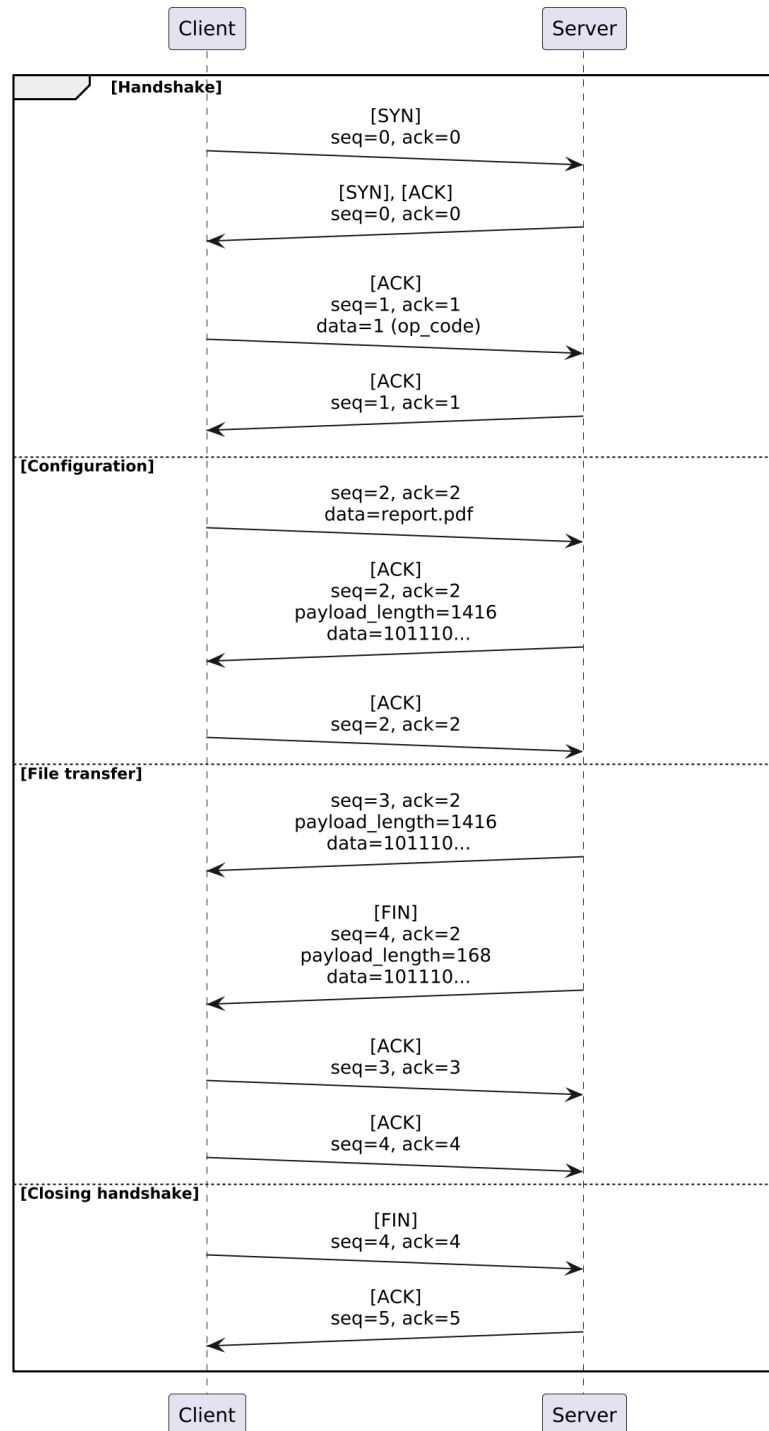 Client
Server
[Handshake]
[SYN]
seq=0, ack=0
[SYN], [ACK]
seq=0, ack=0
[ACK]
seq=1, ack=1
data=1 (op_code)
[ACK]
seq=1, ack=1
[Configuration]
seq=2, ack=2
data=report.pdf
[ACK]
seq=2, ack=2
payload_length=1416
data=101110...
[ACK]
seq=2, ack=2
[File transfer]
seq=3, ack=2
payload_length=1416
data=101110...
[FIN]
seq=4, ack=2
payload_length=168
data=101110...
[ACK]
seq=3, ack=3
[ACK]
seq=4, ack=4
[Closing handshake]
[FIN]
seq=4, ack=4
[ACK]
seq=5, ack=5
Client
Server